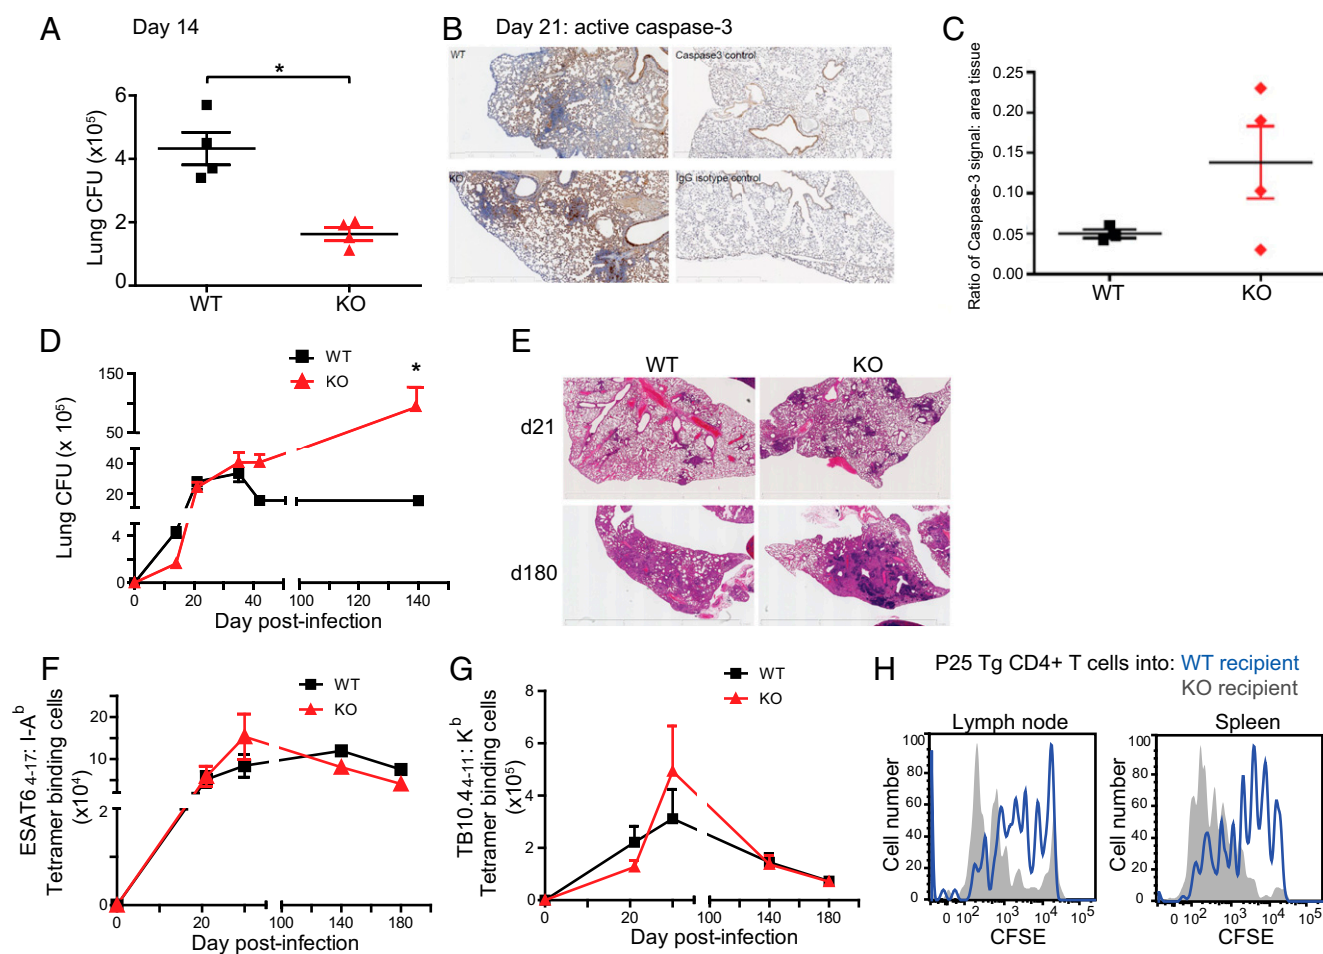 A
Day 14
*
Lung CFU (x10⁵)
6
4
2
0
WT
KO
B
Day 21: active caspase-3
WT
Caspase3 control
KO
IgG isotype control
C
Ratio of Caspase-3 signal: area tissue
0.25
0.20
0.15
0.10
0.05
0.00
WT
KO
D
WT
KO
*
Lung CFU (x 10⁵)
150
50
40
20
4
0
0 20 40 100 140
Day post-infection
E
WT KO
d21
d180
F
WT
KO
ESAT6₄₋₁₇: I-Aᵇ
Tetramer binding cells
(x10⁴)
20
10
2
0
0 20 100 140 180
Day post-infection
G
WT
KO
TB10.4₄₋₁₁: Kᵇ
Tetramer binding cells
(x10⁵)
8
6
4
2
0
0 20 100 140 180
Day post-infection
H
P25 Tg CD4+ T cells into: WT recipient
KO recipient
Lymph node
Cell number
100
80
60
40
20
0
0 10² 10³ 10⁴ 10⁵
CFSE
Spleen
Cell number
100
80
60
40
20
0
0 10² 10³ 10⁴ 10⁵
CFSE